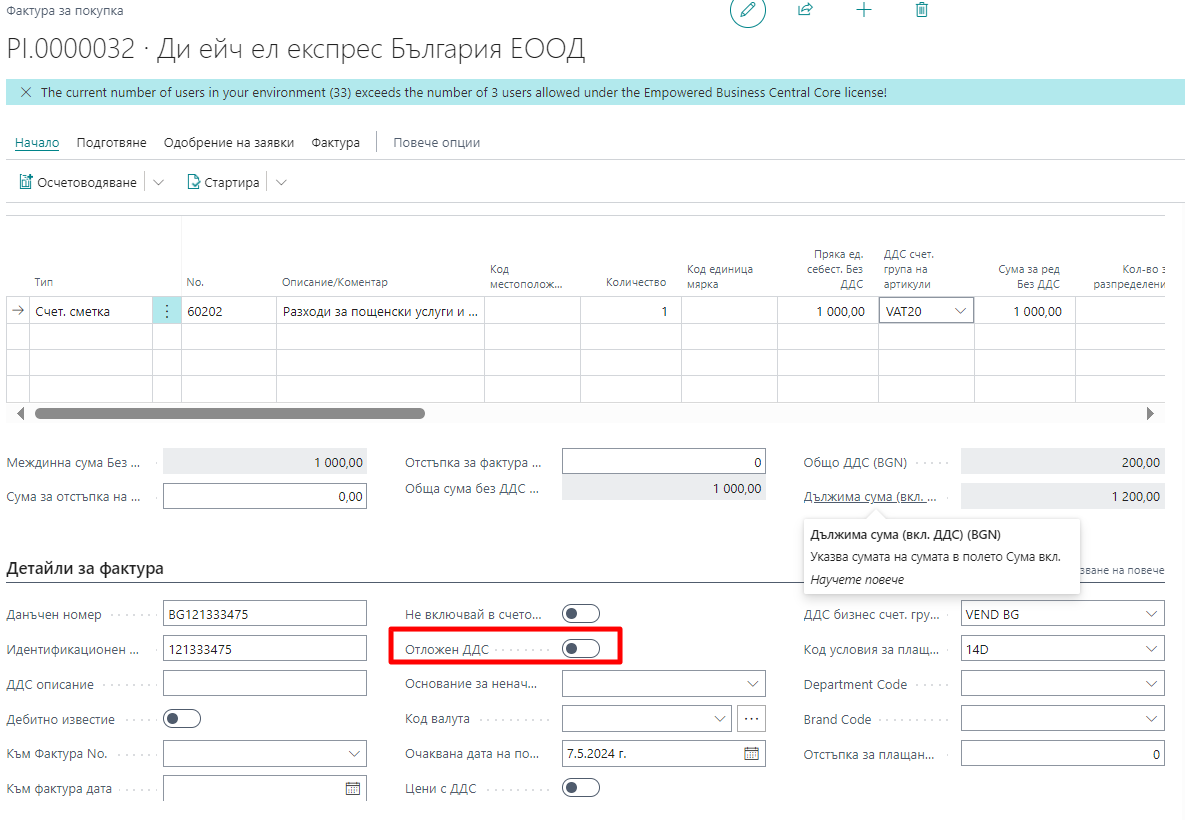 Фактура за покупка
PI.0000032 · Ди ейч ел експрес България ЕООД
The current number of users in your environment (33) exceeds the number of 3 users allowed under the Empowered Business Central Core license!
Начало Подготвяне Одобрение на заявки Фактура Повече опции
Осчетоводяване Стартира
Тип
No.
Описание/Коментар
Код
местополож...
Количество
Код единица
мярка
Пряка ед.
себест. Без
ДДС
ДДС счет.
група на
артикули
Сума за ред
Без ДДС
Кол-во з
разпределени
Счет. сметка 60202 Разходи за пощенски услуги и ... 1 1 000,00 VAT20 1 000,00
Междинна сума Без ... 1 000,00
Сума за отстъпка на ... 0,00
Отстъпка за фактура ... 0
Обща сума без ДДС ... 1 000,00
Общо ДДС (BGN) 200,00
Дължима сума (вкл. ... 1 200,00
Дължима сума (вкл. ДДС) (BGN)
Указва сумата на сумата в полето Сума вкл.
Научете повече
Детайли за фактура
зване на повече
Данъчен номер BG121333475
Идентификационен ... 121333475
ДДС описание
Дебитно известие
Към Фактура No.
Към фактура дата
Не включвай в счето...
Отложен ДДС
Основание за ненач...
Код валута ...
Очаквана дата на по... 7.5.2024 г.
Цени с ДДС
ДДС бизнес счет. гру... VEND BG
Код условия за плащ... 14D
Department Code
Brand Code
Отстъпка за плащан... 0